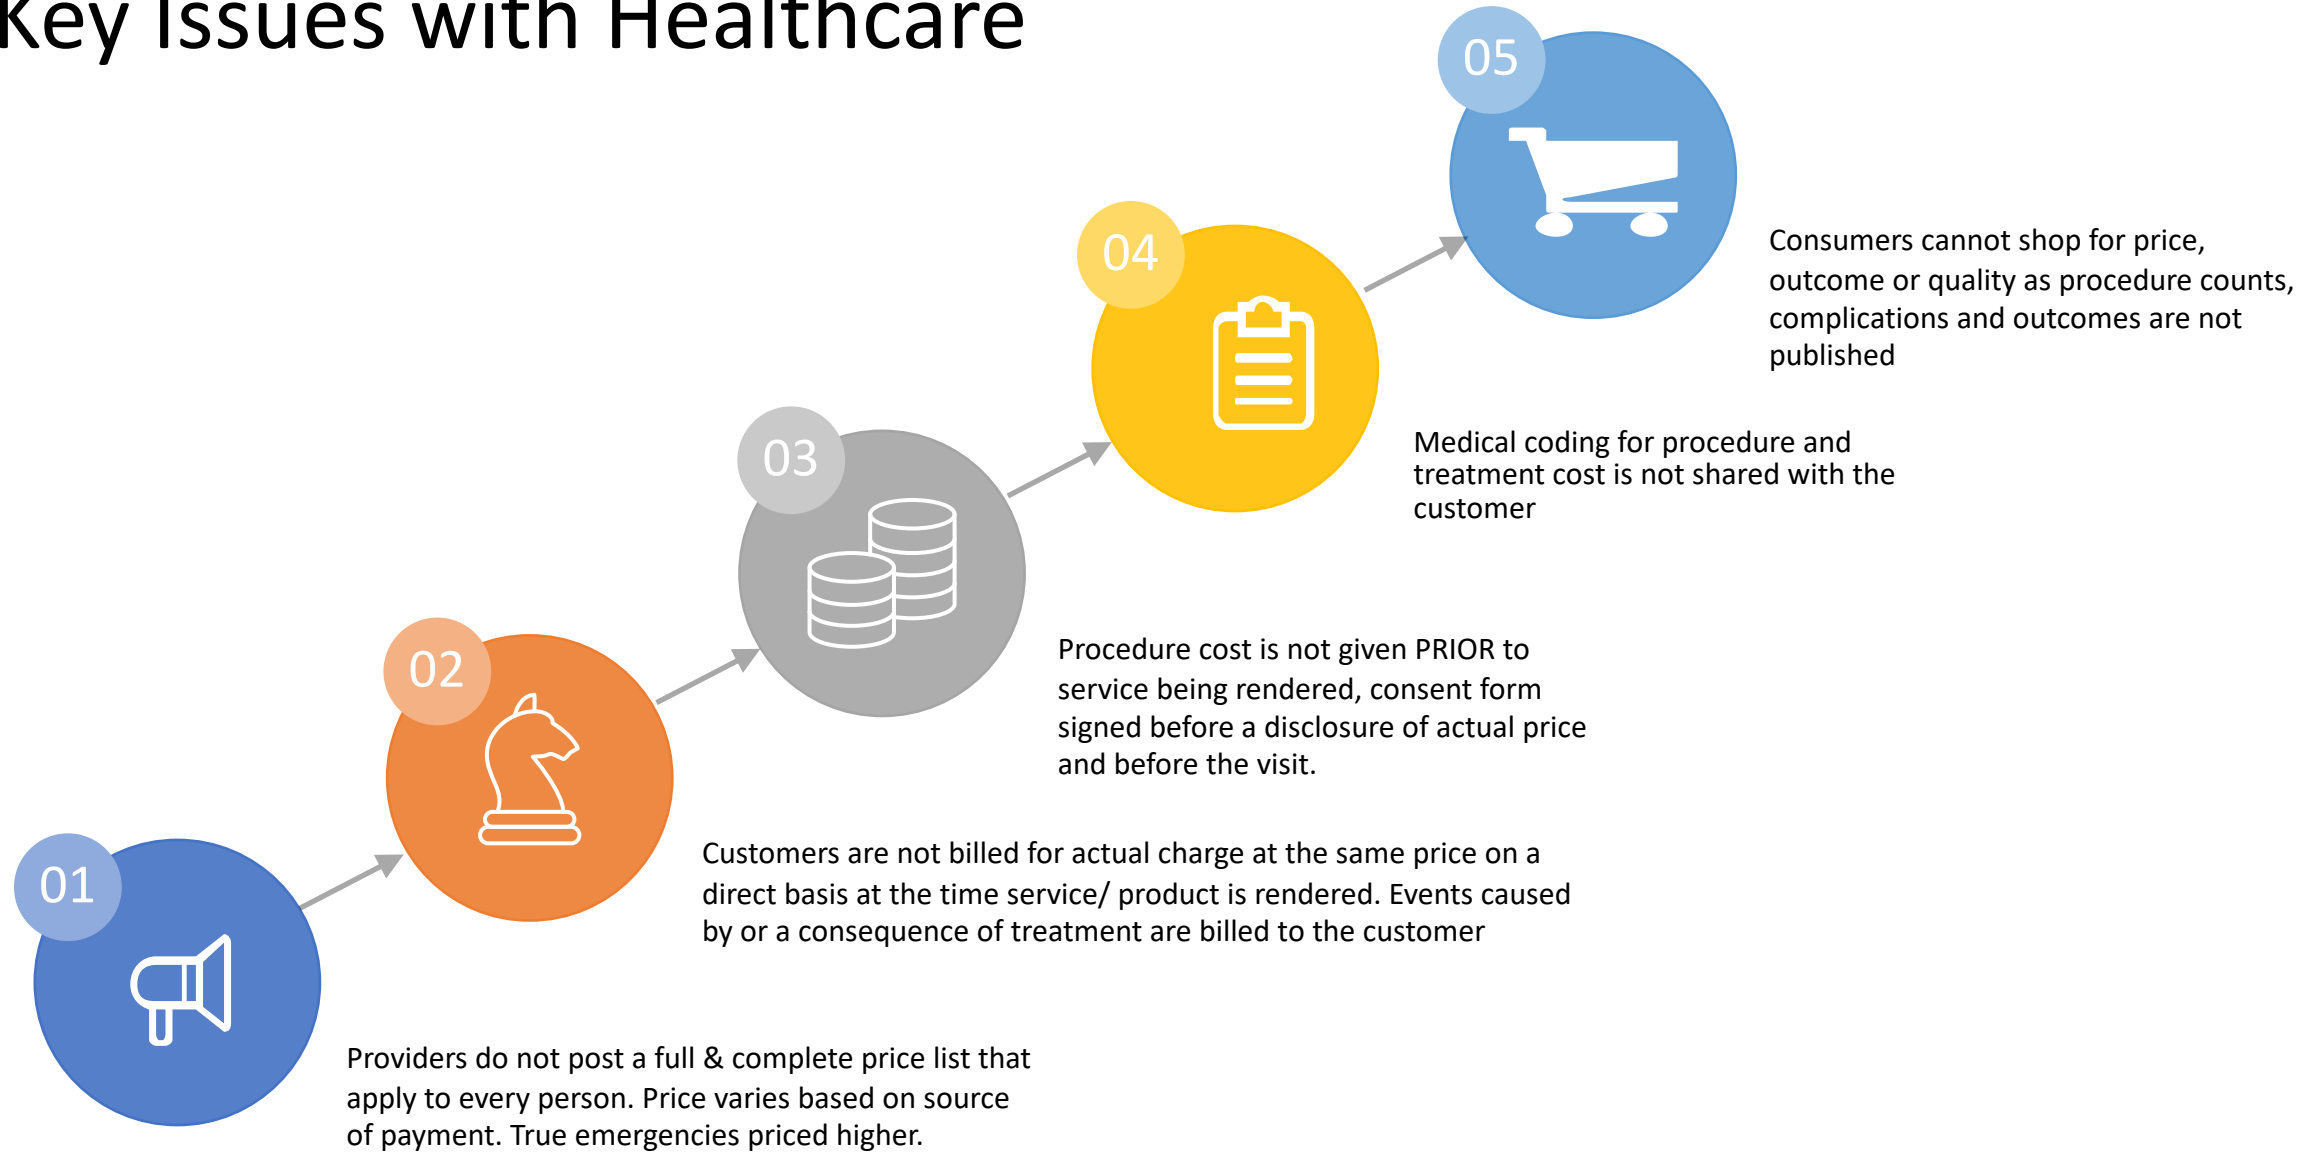 Key Issues with Healthcare
01
Providers do not post a full & complete price list that
apply to every person. Price varies based on source
of payment. True emergencies priced higher.
02
Customers are not billed for actual charge at the same price on a
direct basis at the time service/ product is rendered. Events caused
by or a consequence of treatment are billed to the customer
03
Procedure cost is not given PRIOR to
service being rendered, consent form
signed before a disclosure of actual price
and before the visit.
04
Medical coding for procedure and
treatment cost is not shared with the
customer
05
Consumers cannot shop for price,
outcome or quality as procedure counts,
complications and outcomes are not
published